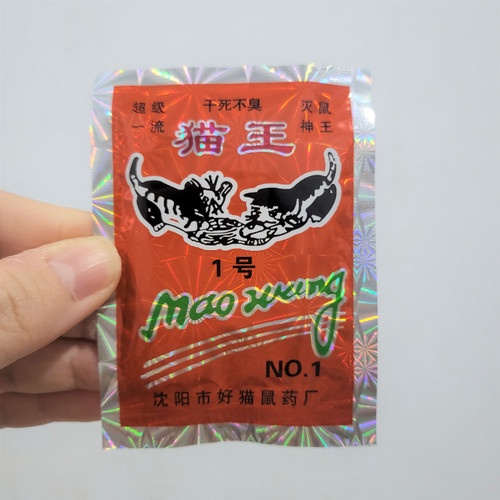 超级 干死不臭 灭鼠
一流 猫王 神王
1号
mao wang
NO.1
沈阳市好猫鼠药厂